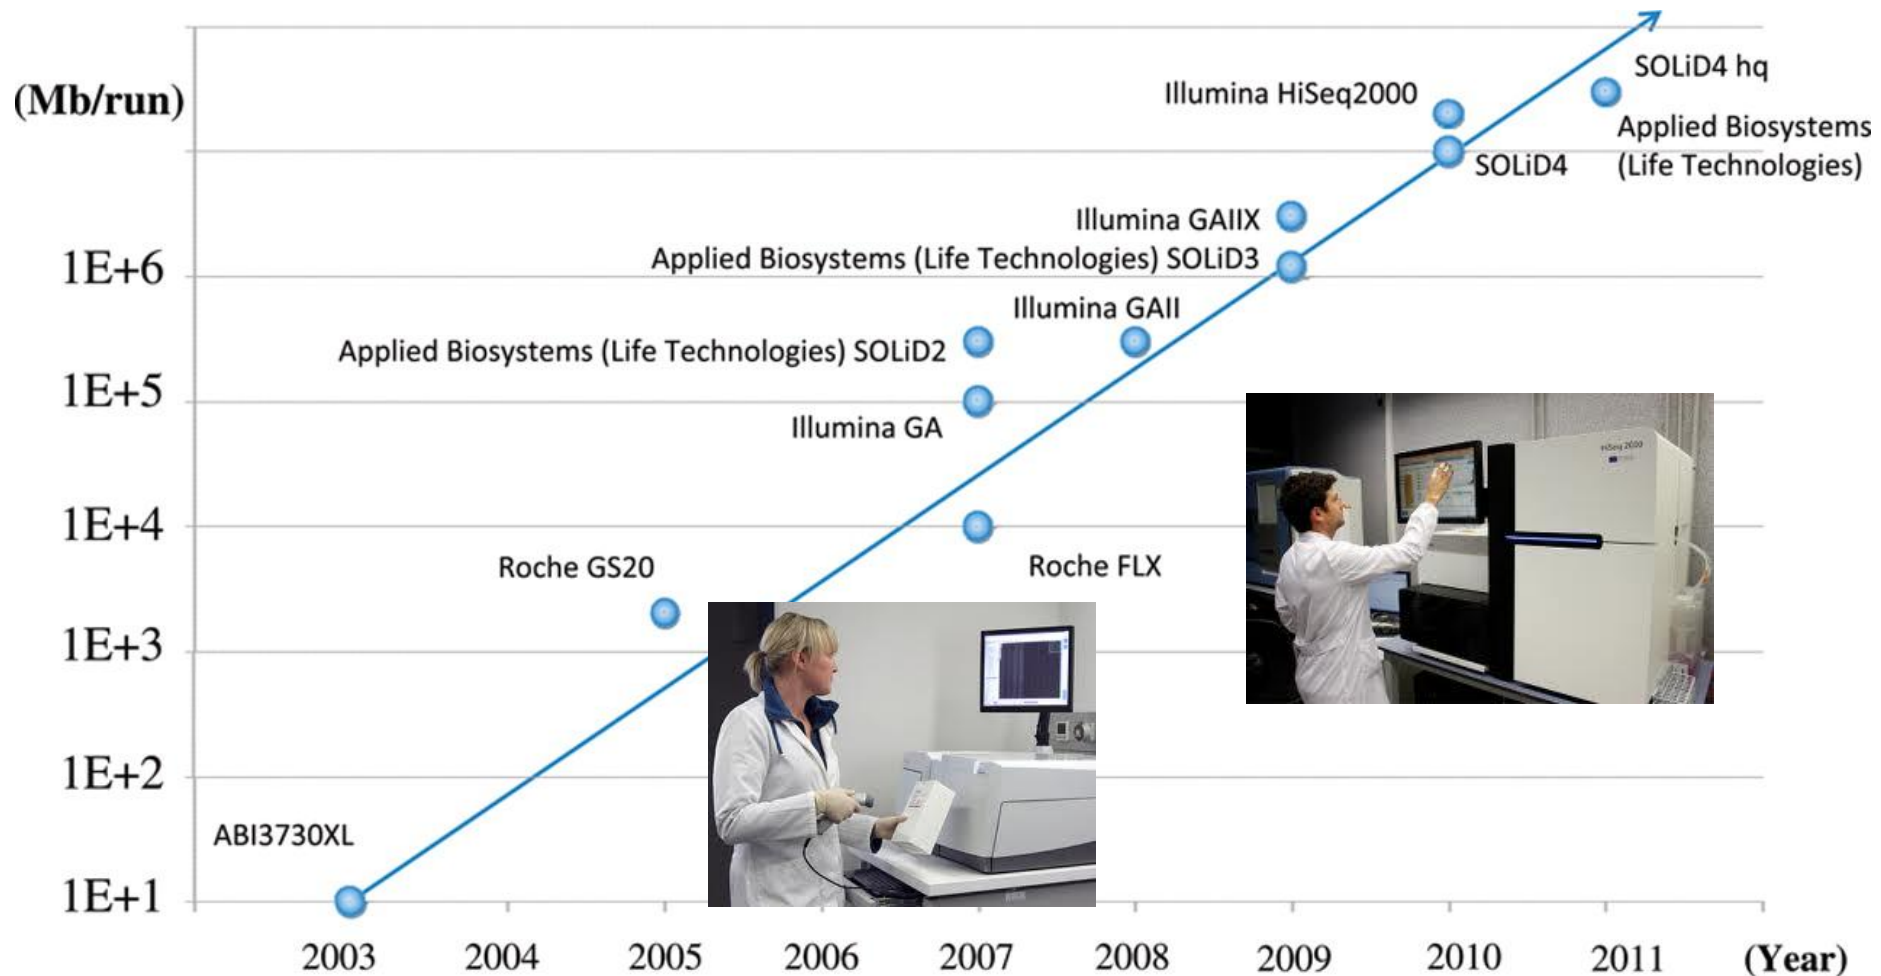 (Mb/run)
SOLiD4 hq
Illumina HiSeq2000
Applied Biosystems
(Life Technologies)
SOLiD4
Illumina GAIIX
Applied Biosystems (Life Technologies) SOLiD3
1E+6
Illumina GAII
Applied Biosystems (Life Technologies) SOLiD2
1E+5
Illumina GA
1E+4
Roche GS20
Roche FLX
1E+3
1E+2
ABI3730XL
1E+1
2003 2004 2005 2006 2007 2008 2009 2010 2011 (Year)
HiSeq 2000